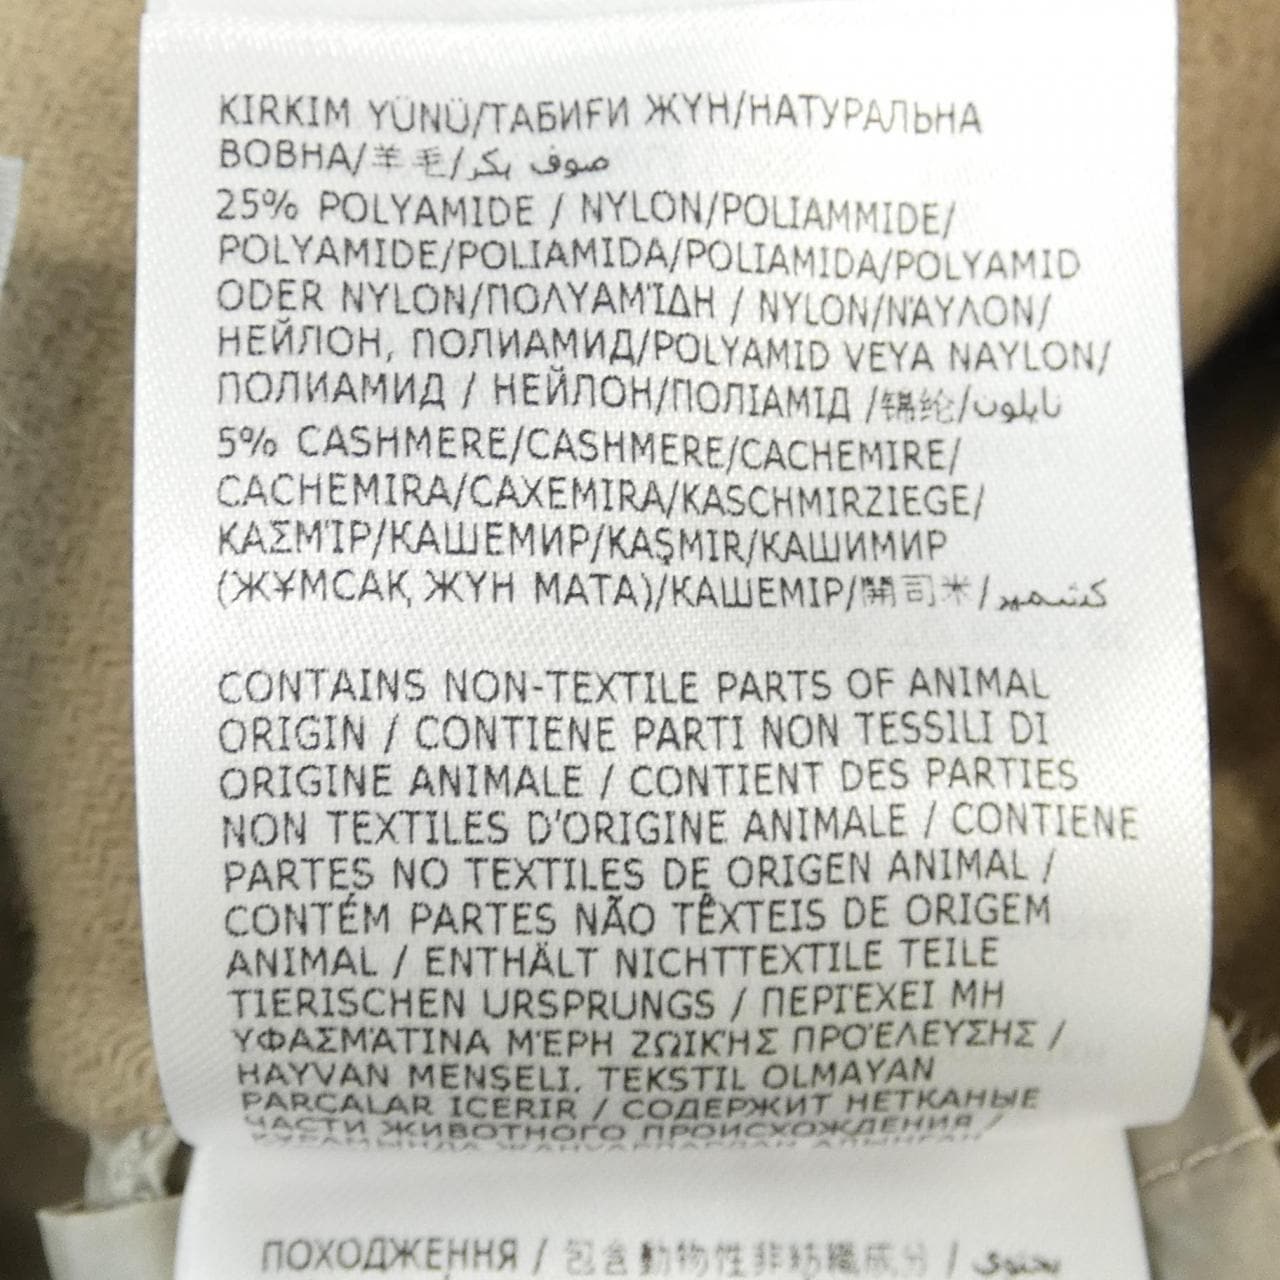 KIRKIM YÜNÜ/ТАБИҒИ ЖҮН/НАТУРАЛЬНА
ВОВНА/羊毛/صوف بكر
25% POLYAMIDE / NYLON/POLIAMMIDE/
POLYAMIDE/POLIAMIDA/POLIAMIDA/POLYAMID
ODER NYLON/ΠΟΛΥΑΜΊΔΗ / NYLON/ΝΆΥΛΟΝ/
НЕЙЛОН, ПОЛИАМИД/POLYAMID VEYA NAYLON/
ПОЛИАМИД / НЕЙЛОН/ПОЛІАМІД /锦纶/نايلون
5% CASHMERE/CASHMERE/CACHEMIRE/
CACHEMIRA/CAXEMIRA/KASCHMIRZIEGE/
ΚΑΣΜΊΡ/КАШЕМИР/KAŞMIR/КАШИМИР
(ЖҰМСАҚ ЖҮН МАТА)/КАШЕМІР/開司米/كشمير
CONTAINS NON-TEXTILE PARTS OF ANIMAL
ORIGIN / CONTIENE PARTI NON TESSILI DI
ORIGINE ANIMALE / CONTIENT DES PARTIES
NON TEXTILES D'ORIGINE ANIMALE / CONTIENE
PARTES NO TEXTILES DE ORIGEN ANIMAL /
CONTÉM PARTES NÃO TÊXTEIS DE ORIGEM
ANIMAL / ENTHÄLT NICHTTEXTILE TEILE
TIERISCHEN URSPRUNGS / ΠΕΡΙΈΧΕΙ ΜΗ
ΥΦΑΣΜΆΤΙΝΑ ΜΈΡΗ ΖΩΙΚΉΣ ΠΡΟΈΛΕΥΣΗΣ /
HAYVAN MENŞELI, TEKSTIL OLMAYAN
PARÇALAR IÇERIR / СОДЕРЖИТ НЕТКАНЫЕ
ЧАСТИ ЖИВОТНОГО ПРОИСХОЖДЕНИЯ /
ҚҰРАМЫНДА ЖАНУАРЛАРДАН АЛЫНҒАН
ПОХОДЖЕННЯ / 包含動物性非紡織成分 / يحتوي